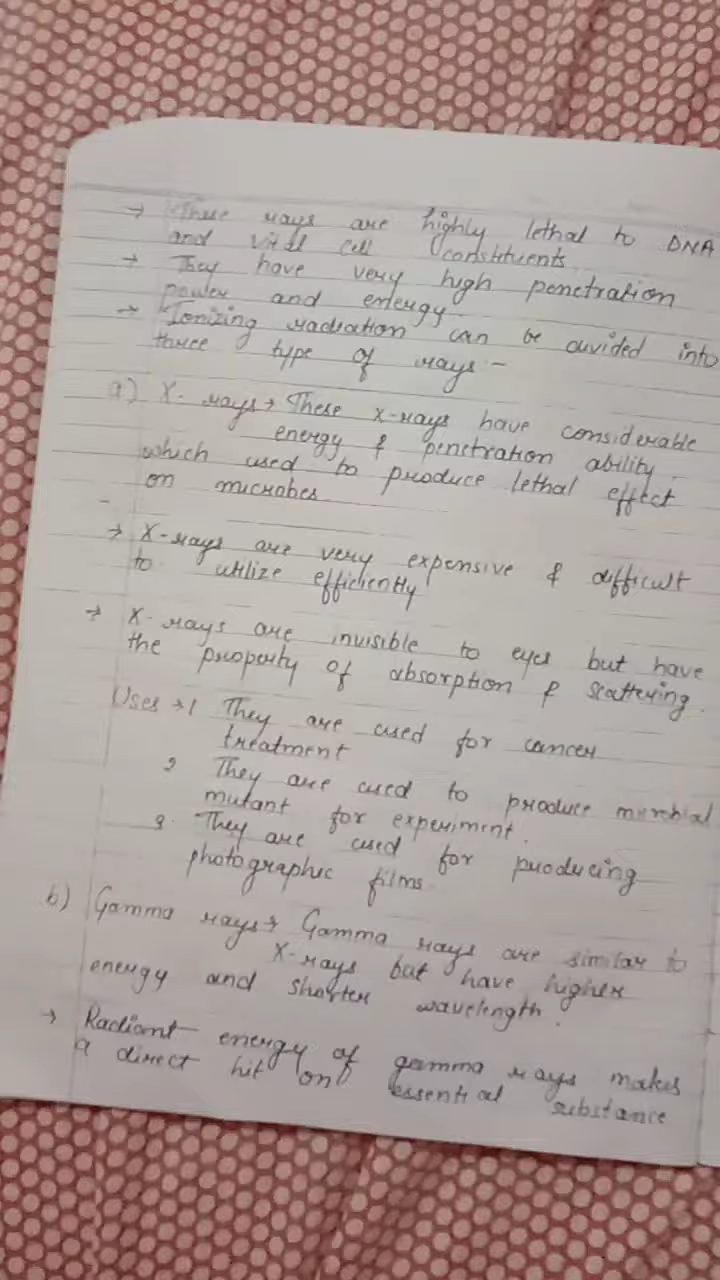 → These rays are highly lethal to DNA
and vital cell constituents.
→ They have very high penetration
power and energy
→ Ionizing radiation can be divided into
three type of rays -
a) X-rays → These x-rays have considerable
energy & penetration ability.
which used to produce lethal effect
on microbes
→ X-rays are very expensive & difficult
to utilize efficiently
→ X-rays are invisible to eyes but have
the property of absorption & scattering.
Uses → 1 They are used for cancer
treatment
2 They are used to produce microbial
mutant for experiment.
3. They are used for producing
photographic films.
b) Gamma rays → Gamma rays are similar to
X-rays but have higher
energy and shorter wavelength.
→ Radiant energy of gamma rays makes
a direct hit on essential substance